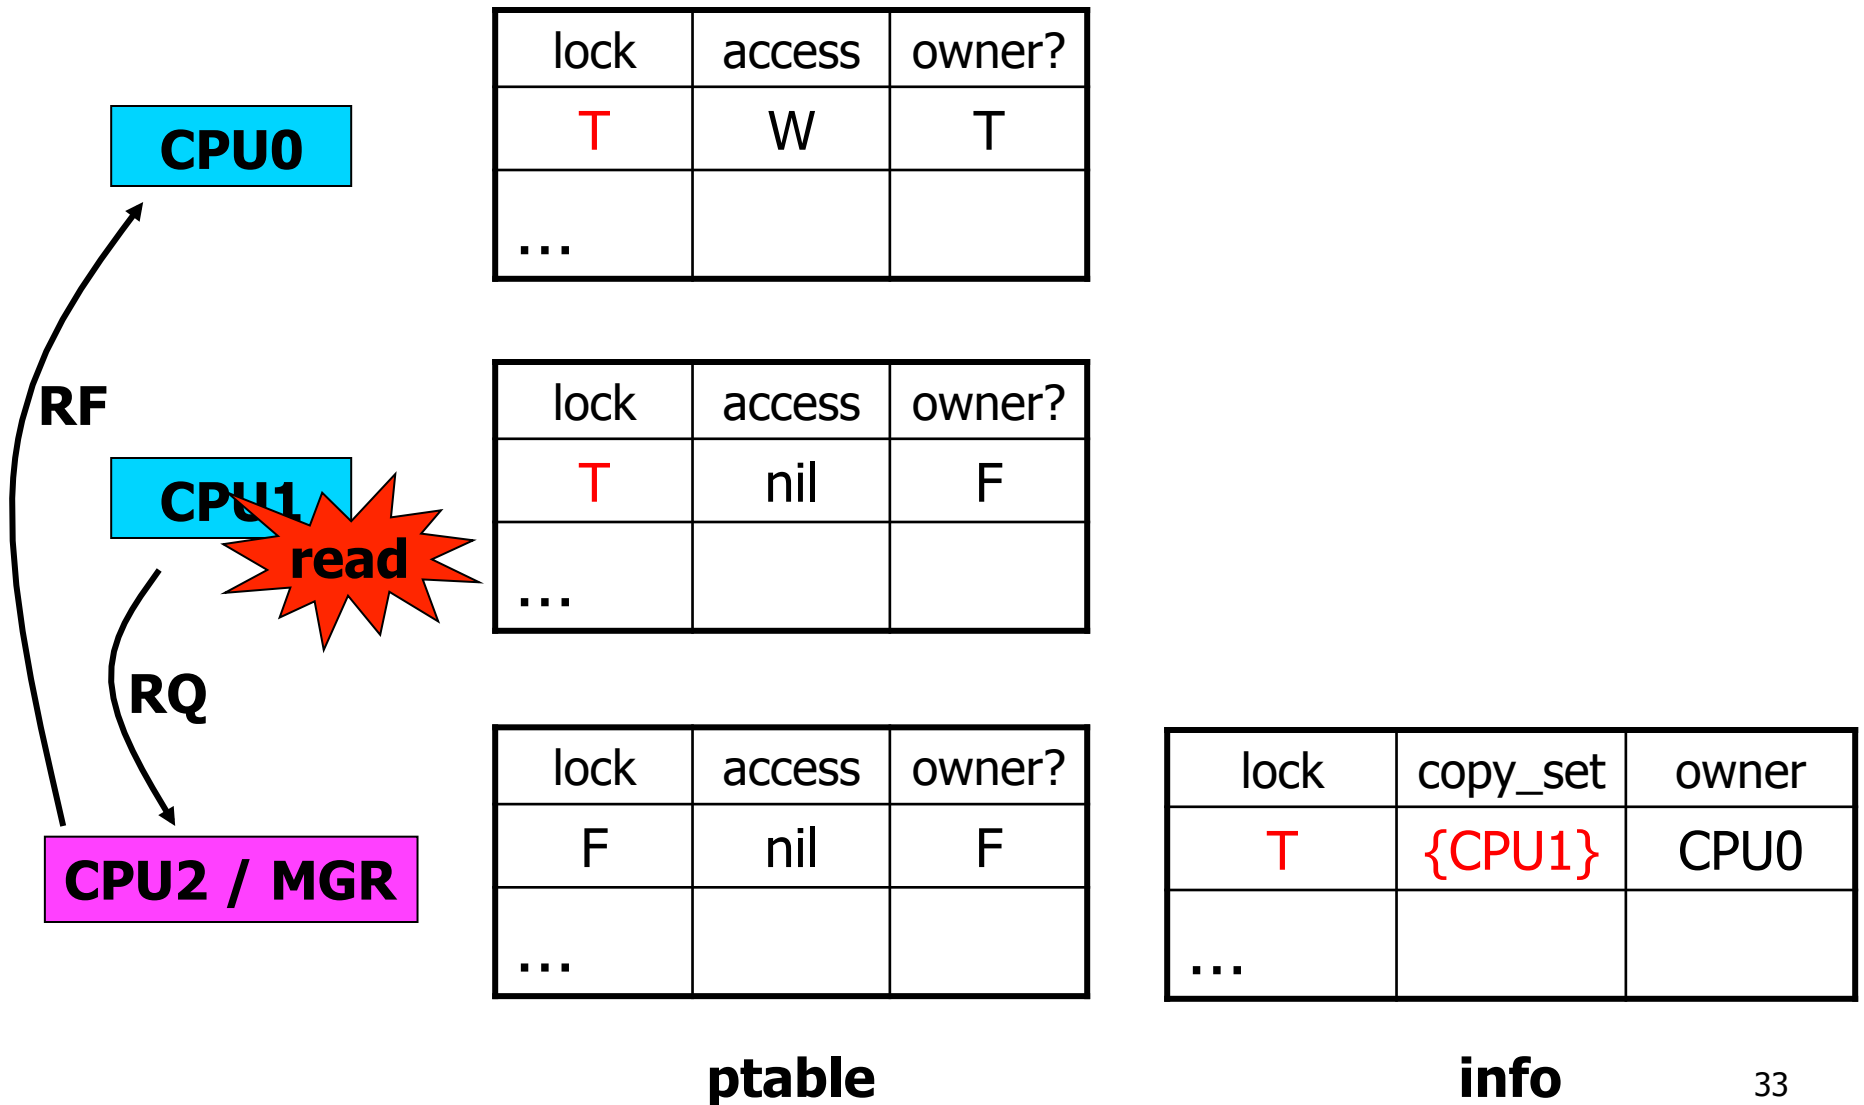 lock access owner?
CPU0
T W T
...
RF
lock access owner?
CPU1
T nil F
read
...
RQ
lock access owner?
lock copy_set owner
CPU2 / MGR
F nil F
T {CPU1} CPU0
...
...
ptable
info
33